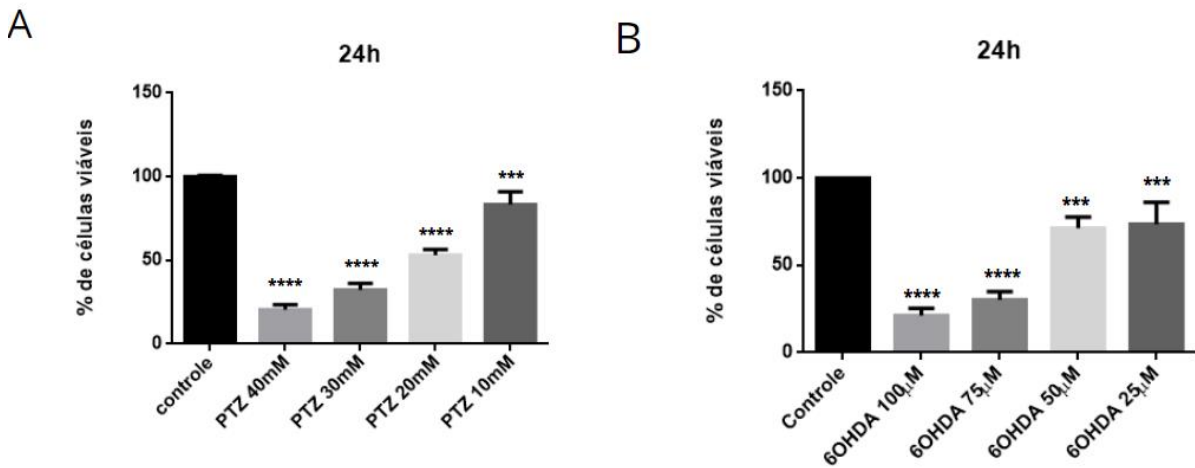 A
24h
% de células viáveis
150
100
50
0
***
****
****
****
controle
PTZ 40mM
PTZ 30mM
PTZ 20mM
PTZ 10mM
B
24h
% de células viáveis
150
100
50
0
***
***
****
****
Controle
6OHDA 100µM
6OHDA 75µM
6OHDA 50µM
6OHDA 25µM